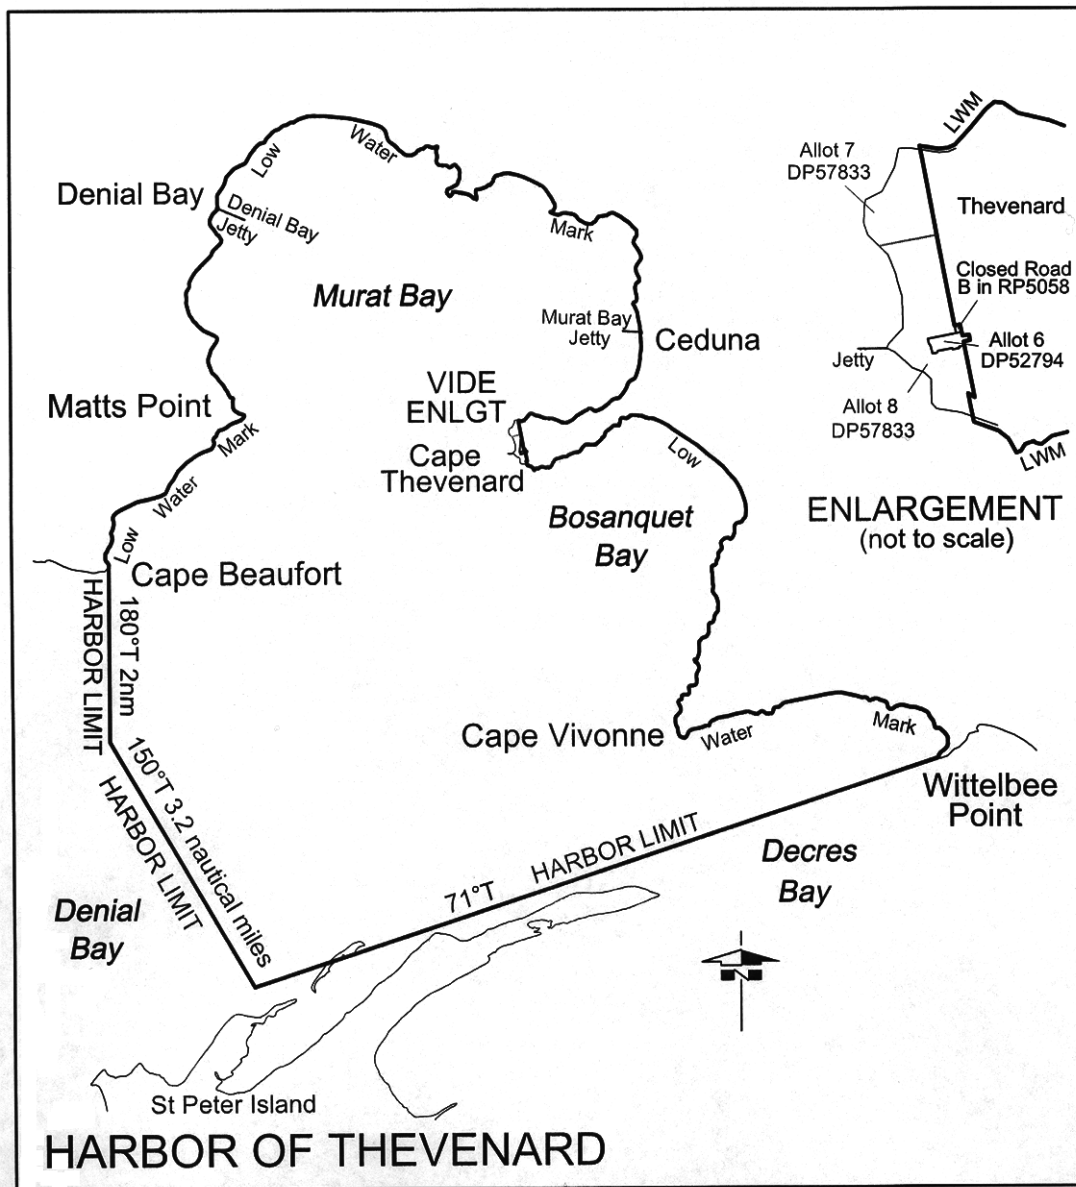 Low
Water
Mark
Denial Bay
Denial Bay
Jetty
Murat Bay
Murat Bay
Jetty
Ceduna
VIDE
ENLGT
Matts Point
Mark
Water
Low
Cape
Thevenard
Low
Bosanquet
Bay
Cape Beaufort
HARBOR LIMIT
180°T 2nm
150°T 3.2 nautical miles
HARBOR LIMIT
Cape Vivonne
Water
Mark
Wittelbee
Point
71°T
HARBOR LIMIT
Decres
Bay
Denial
Bay
N
St Peter Island
HARBOR OF THEVENARD
LWM
Allot 7
DP57833
Thevenard
Closed Road
B in RP5058
Allot 6
DP52794
Jetty
Allot 8
DP57833
LWM
ENLARGEMENT
(not to scale)